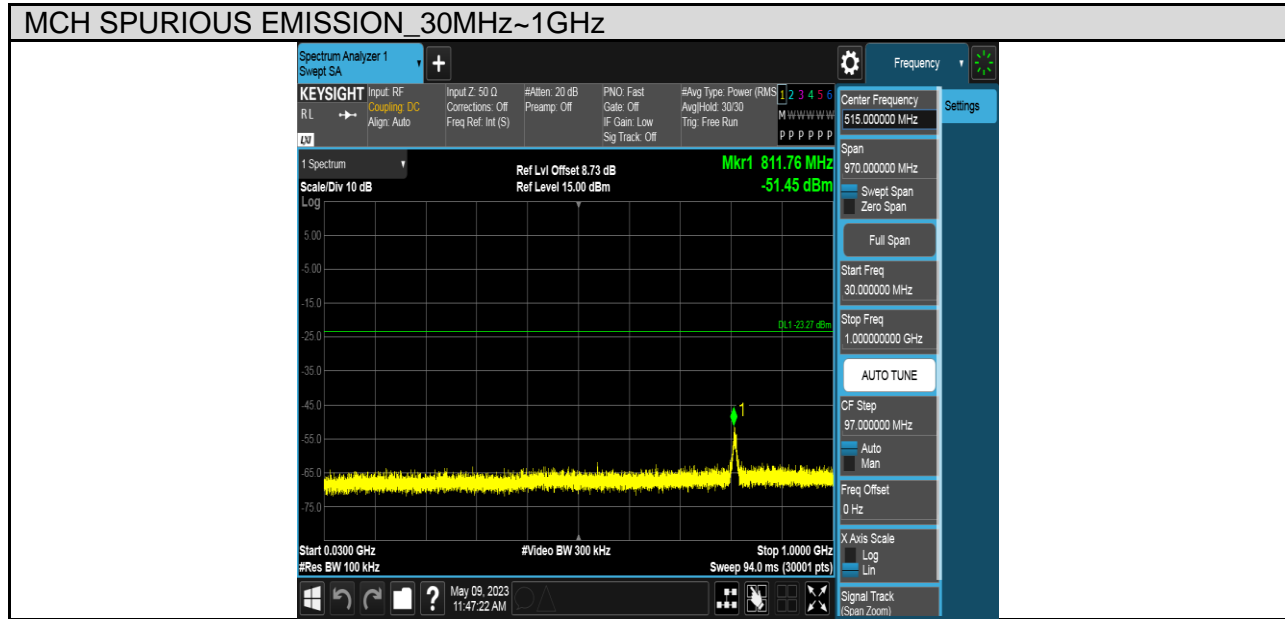 MCH SPURIOUS EMISSION_30MHz~1GHz
Spectrum Analyzer 1
Swept SA
+
Frequency
KEYSIGHT
RL
LXI
Input: RF
Coupling: DC
Align: Auto
Input Z: 50 Ω
Corrections: Off
Freq Ref: Int (S)
#Atten: 20 dB
Preamp: Off
PNO: Fast
Gate: Off
IF Gain: Low
Sig Track: Off
#Avg Type: Power (RMS
Avg|Hold: 30/30
Trig: Free Run
1 2 3 4 5 6
M W W W W W
P P P P P P
Center Frequency
515.000000 MHz
Settings
1 Spectrum
Scale/Div 10 dB
Log
Ref Lvl Offset 8.73 dB
Ref Level 15.00 dBm
Mkr1 811.76 MHz
-51.45 dBm
Span
970.000000 MHz
Swept Span
Zero Span
Full Span
Start Freq
30.000000 MHz
Stop Freq
1.000000000 GHz
AUTO TUNE
CF Step
97.000000 MHz
Auto
Man
Freq Offset
0 Hz
X Axis Scale
Log
Lin
Signal Track
(Span Zoom)
5.00
-5.00
-15.0
DL1 -23.27 dBm
-25.0
-35.0
-45.0
1
-55.0
-65.0
-75.0
Start 0.0300 GHz
#Video BW 300 kHz
Stop 1.0000 GHz
#Res BW 100 kHz
Sweep 94.0 ms (30001 pts)
?
May 09, 2023
11:47:22 AM